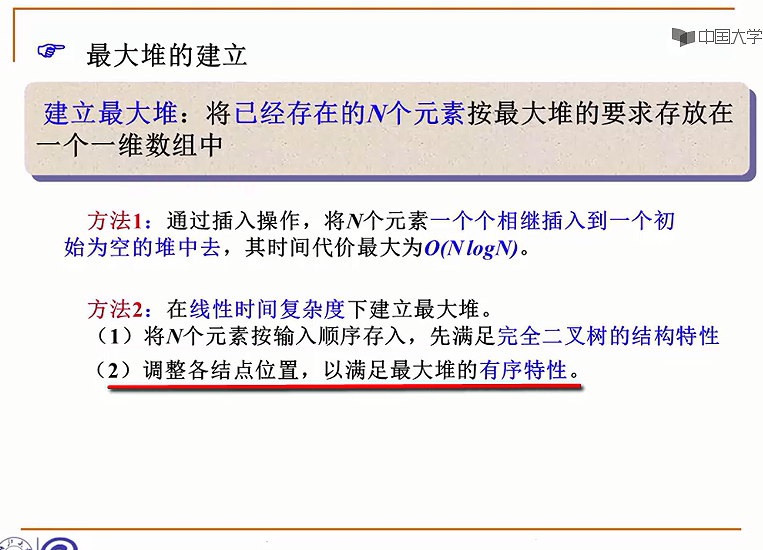 中国大学
最大堆的建立
建立最大堆：将已经存在的N个元素按最大堆的要求存放在
一个一维数组中
方法1：通过插入操作，将N个元素一个个相继插入到一个初
始为空的堆中去，其时间代价最大为O(N logN)。
方法2：在线性时间复杂度下建立最大堆。
（1）将N个元素按输入顺序存入，先满足完全二叉树的结构特性
（2）调整各结点位置，以满足最大堆的有序特性。